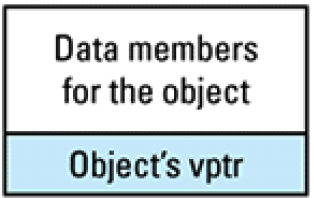 Data members
for the object
Object's vptr